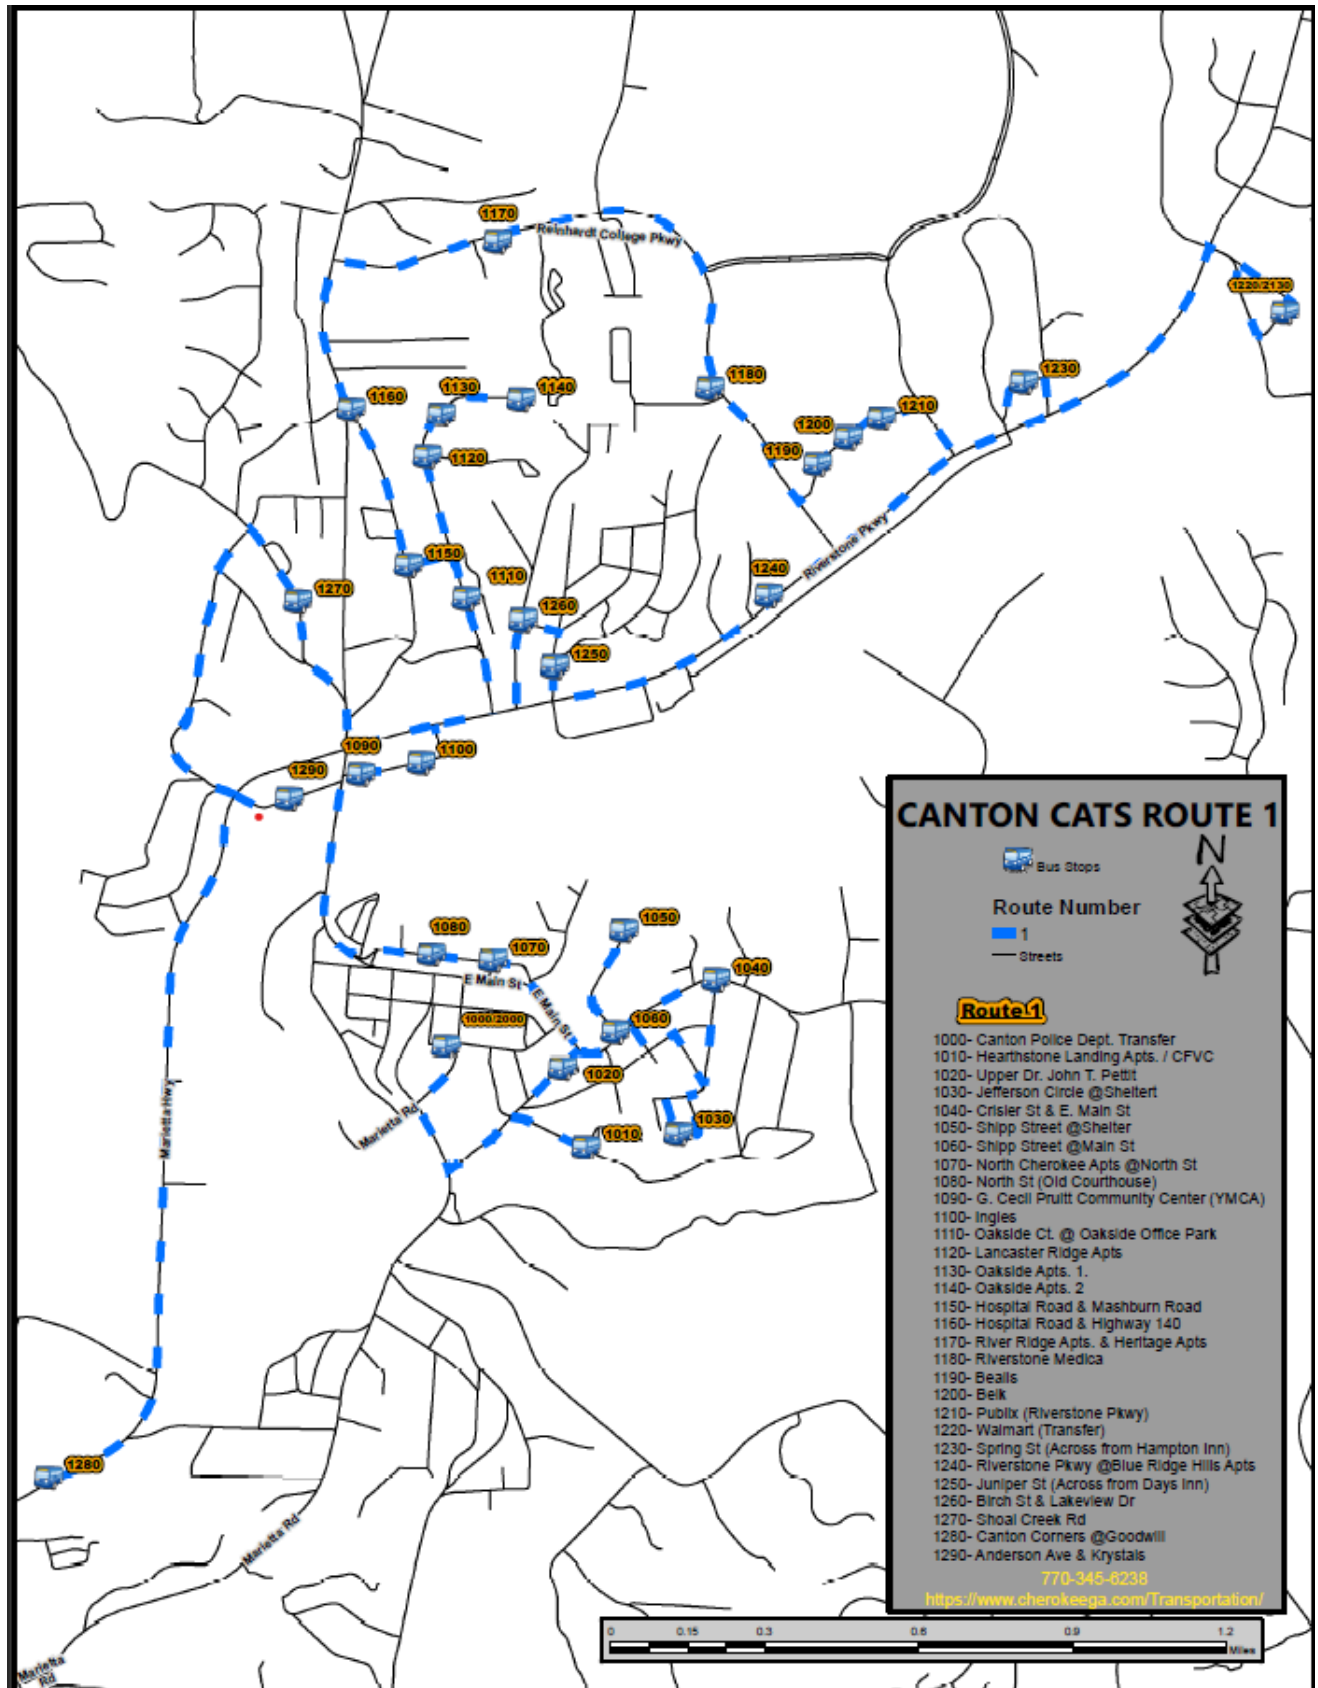 1170
Reinhardt College Pkwy
1220/2130
1180
1230
1130
1140
1160
1210
1200
1190
1120
1150
1110
1240
Riverstone Pkwy
1270
1260
1250
1090
1100
1290
1080
1070
1050
1040
E Main St
E Main St
1000/2000
1060
1020
Marietta Rd
1010
1030
Marietta Hwy
1280
Marietta Rd
Marietta
Rd
CANTON CATS ROUTE 1
N
Bus Stops
Route Number
1
Streets
Route 1
1000- Canton Police Dept. Transfer
1010- Hearthstone Landing Apts. / CFVC
1020- Upper Dr. John T. Pettit
1030- Jefferson Circle @Sheltert
1040- Crisler St & E. Main St
1050- Shipp Street @Shelter
1060- Shipp Street @Main St
1070- North Cherokee Apts @North St
1080- North St (Old Courthouse)
1090- G. Cecil Pruitt Community Center (YMCA)
1100- Ingles
1110- Oakside Ct. @ Oakside Office Park
1120- Lancaster Ridge Apts
1130- Oakside Apts. 1.
1140- Oakside Apts. 2
1150- Hospital Road & Mashburn Road
1160- Hospital Road & Highway 140
1170- River Ridge Apts. & Heritage Apts
1180- Riverstone Medica
1190- Bealls
1200- Belk
1210- Publix (Riverstone Pkwy)
1220- Walmart (Transfer)
1230- Spring St (Across from Hampton Inn)
1240- Riverstone Pkwy @Blue Ridge Hills Apts
1250- Juniper St (Across from Days Inn)
1260- Birch St & Lakeview Dr
1270- Shoal Creek Rd
1280- Canton Corners @Goodwill
1290- Anderson Ave & Krystals
770-345-6238
https://www.cherokeega.com/Transportation/
0 0.15 0.3 0.6 0.9 1.2
Miles